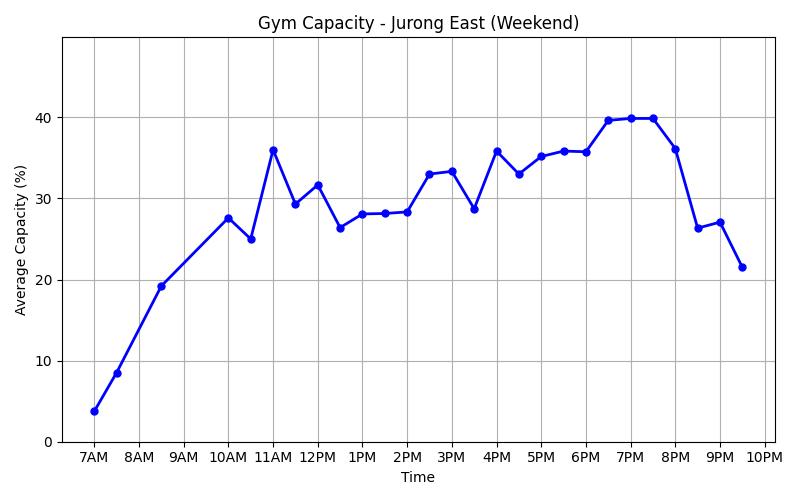 Gym Capacity - Jurong East (Weekend)
Average Capacity (%)
40
30
20
10
0
7AM 8AM 9AM 10AM 11AM 12PM 1PM 2PM 3PM 4PM 5PM 6PM 7PM 8PM 9PM 10PM
Time